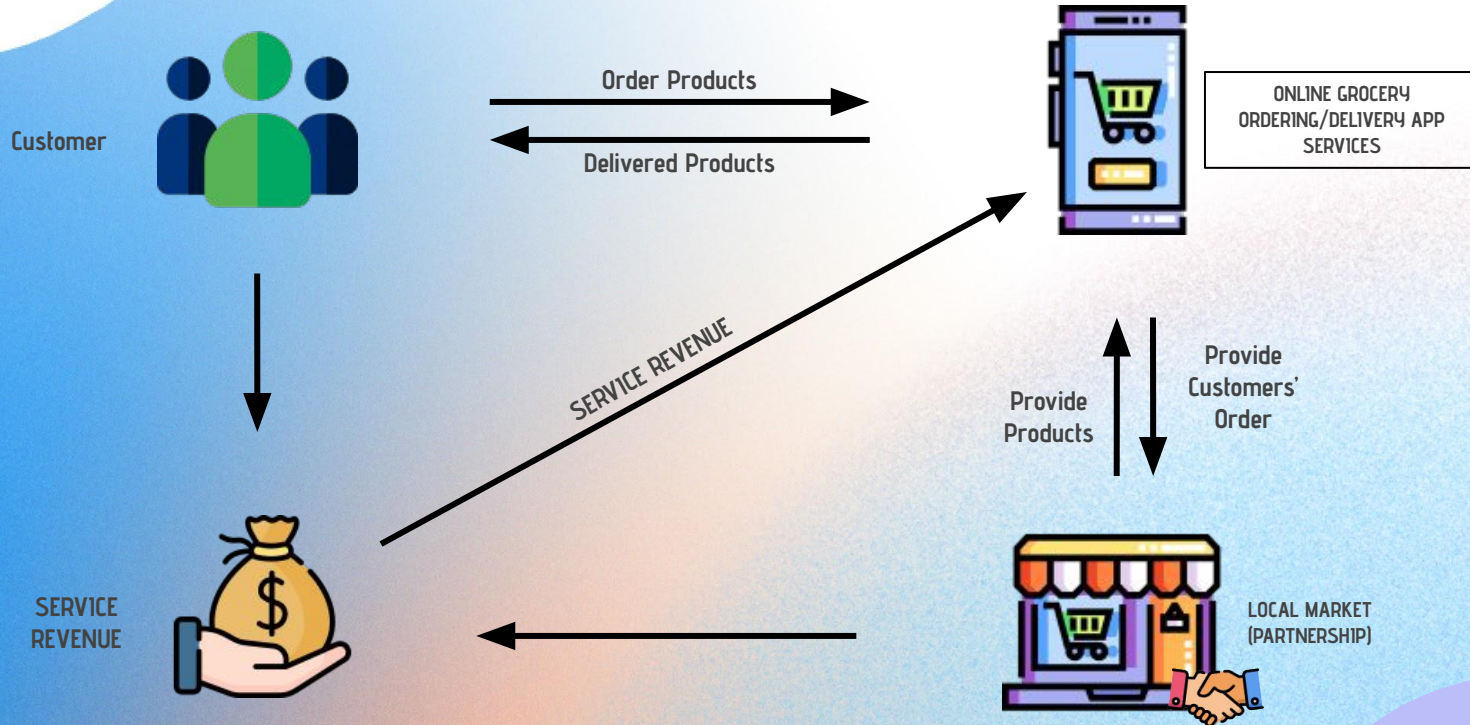 Order Products
ONLINE GROCERY
ORDERING/DELIVERY APP
SERVICES
Customer
Delivered Products
SERVICE REVENUE
Provide
Customers'
Order
Provide
Products
SERVICE
REVENUE
$
LOCAL MARKET
(PARTNERSHIP)